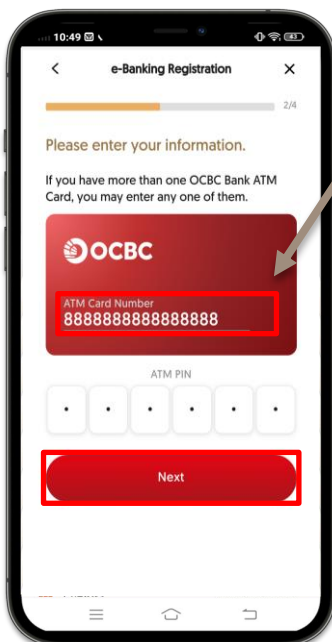 10:49
43
e-Banking Registration
2/4
Please enter your information.
If you have more than one OCBC Bank ATM
Card, you may enter any one of them.
OCBC
ATM Card Number
8888888888888888
ATM PIN
Next